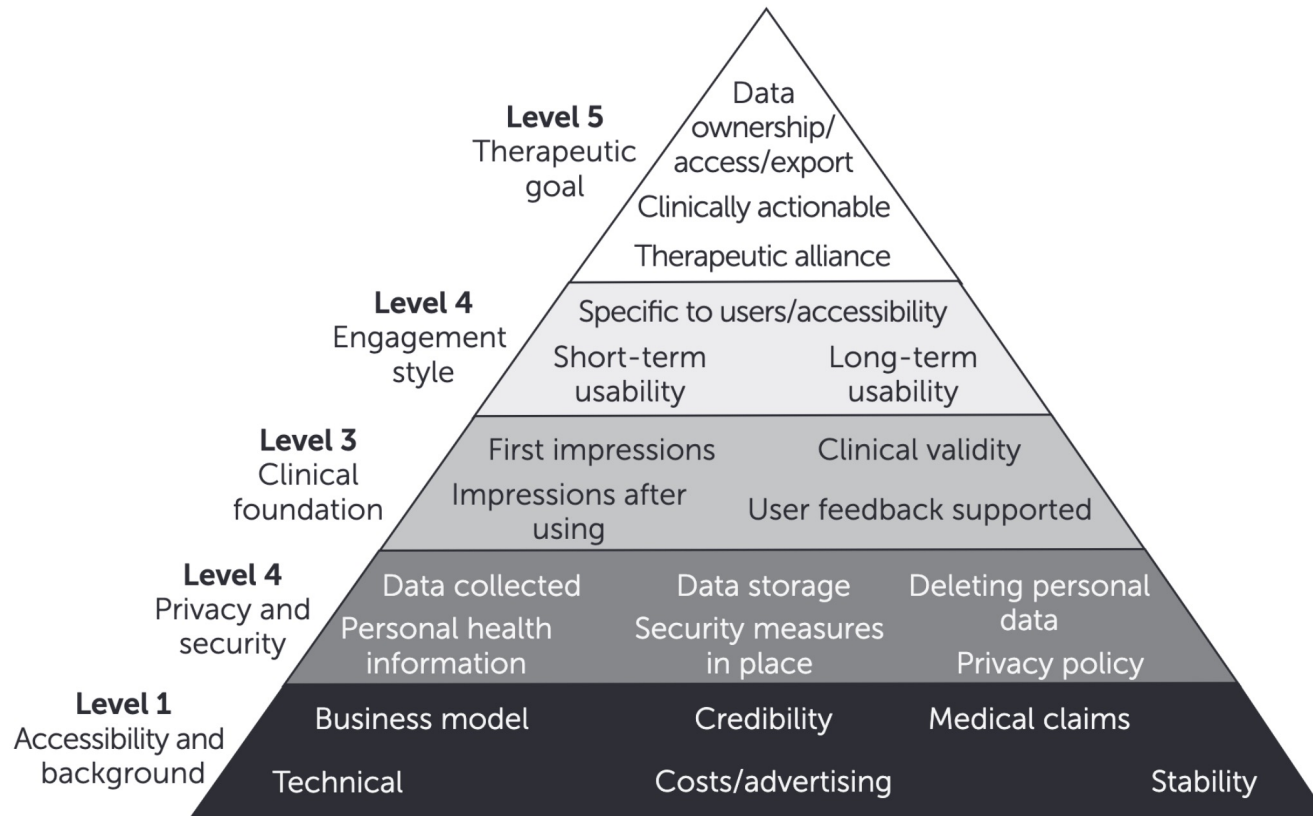 Level 5
Therapeutic
goal
Data
ownership/
access/export
Clinically actionable
Therapeutic alliance
Level 4
Engagement
style
Specific to users/accessibility
Short-term
usability
Long-term
usability
Level 3
Clinical
foundation
First impressions
Clinical validity
Impressions after
using
User feedback supported
Level 4
Privacy and
security
Data collected
Data storage
Deleting personal
data
Personal health
information
Security measures
in place
Privacy policy
Level 1
Accessibility and
background
Business model
Credibility
Medical claims
Technical
Costs/advertising
Stability